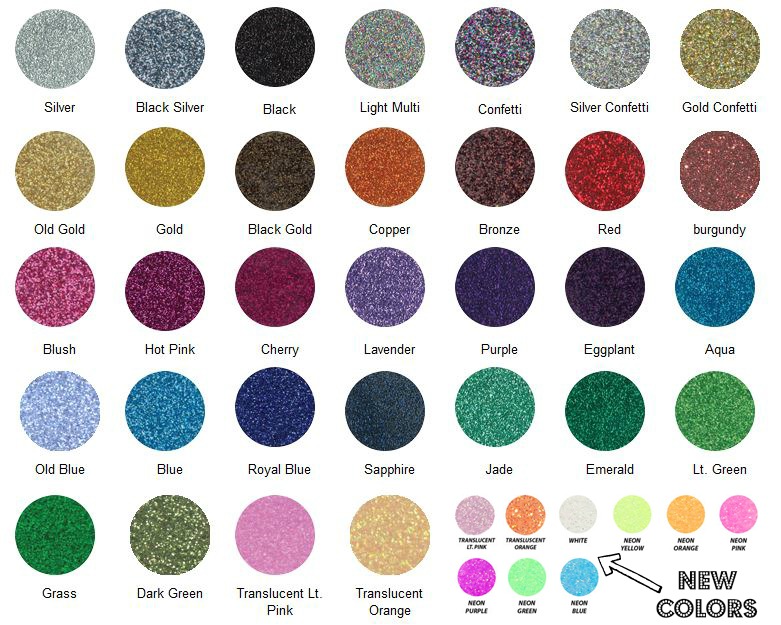 Silver Black Silver Black Light Multi Confetti Silver Confetti Gold Confetti
Old Gold Gold Black Gold Copper Bronze Red burgundy
Blush Hot Pink Cherry Lavender Purple Eggplant Aqua
Old Blue Blue Royal Blue Sapphire Jade Emerald Lt. Green
Grass Dark Green Translucent Lt. Translucent
Pink Orange
TRANSLUCENT TRANSLUSCENT WHITE NEON NEON NEON
LT. PINK ORANGE YELLOW ORANGE PINK
NEON NEON NEON
PURPLE GREEN BLUE
NEW
COLORS